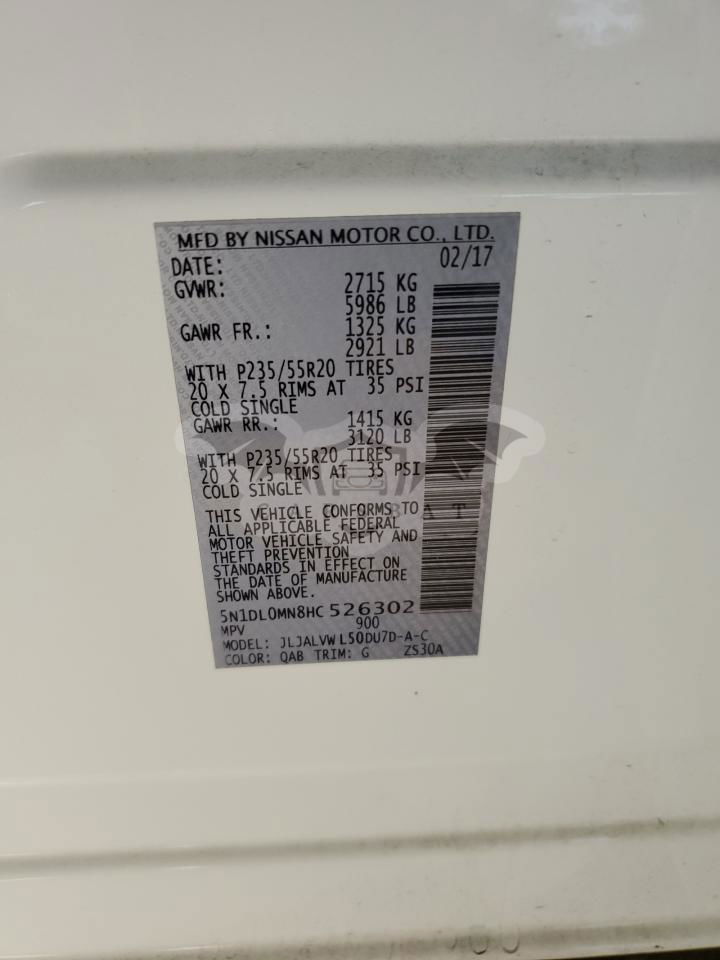 MFD BY NISSAN MOTOR CO., LTD.
DATE: 02/17
GVWR: 2715 KG
5986 LB
GAWR FR.: 1325 KG
2921 LB
WITH P235/55R20 TIRES
20 X 7.5 RIMS AT 35 PSI
COLD SINGLE
GAWR RR.: 1415 KG
3120 LB
WITH P235/55R20 TIRES
20 X 7.5 RIMS AT 35 PSI
COLD SINGLE
THIS VEHICLE CONFORMS TO
ALL APPLICABLE FEDERAL
MOTOR VEHICLE SAFETY AND
THEFT PREVENTION
STANDARDS IN EFFECT ON
THE DATE OF MANUFACTURE
SHOWN ABOVE.
5N1DL0MN8HC 526302
MPV 900
MODEL: JLJALVW L50DU7D-A-C
COLOR: QAB TRIM: G ZS30A